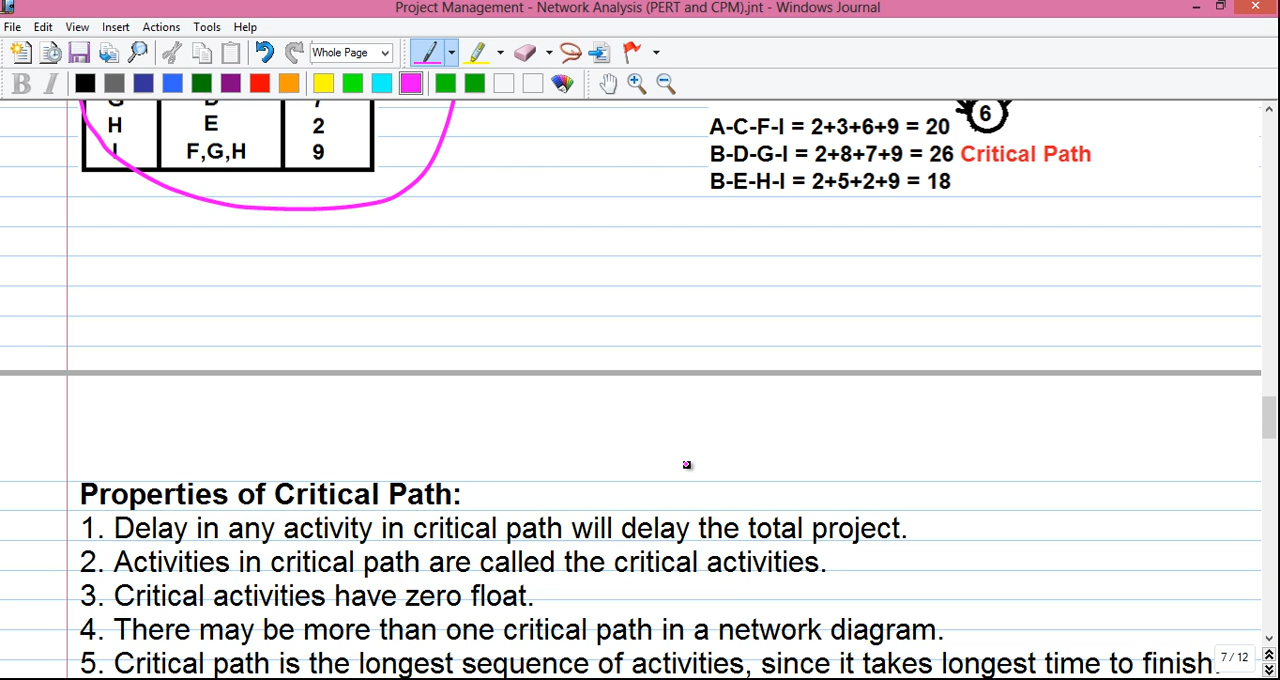 Project Management - Network Analysis (PERT and CPM).jnt - Windows Journal
File Edit View Insert Actions Tools Help
Whole Page
B I
G D 7
H E 2
I F,G,H 9
6
A-C-F-I = 2+3+6+9 = 20
B-D-G-I = 2+8+7+9 = 26 Critical Path
B-E-H-I = 2+5+2+9 = 18
Properties of Critical Path:
1. Delay in any activity in critical path will delay the total project.
2. Activities in critical path are called the critical activities.
3. Critical activities have zero float.
4. There may be more than one critical path in a network diagram.
5. Critical path is the longest sequence of activities, since it takes longest time to finish.
7 / 12